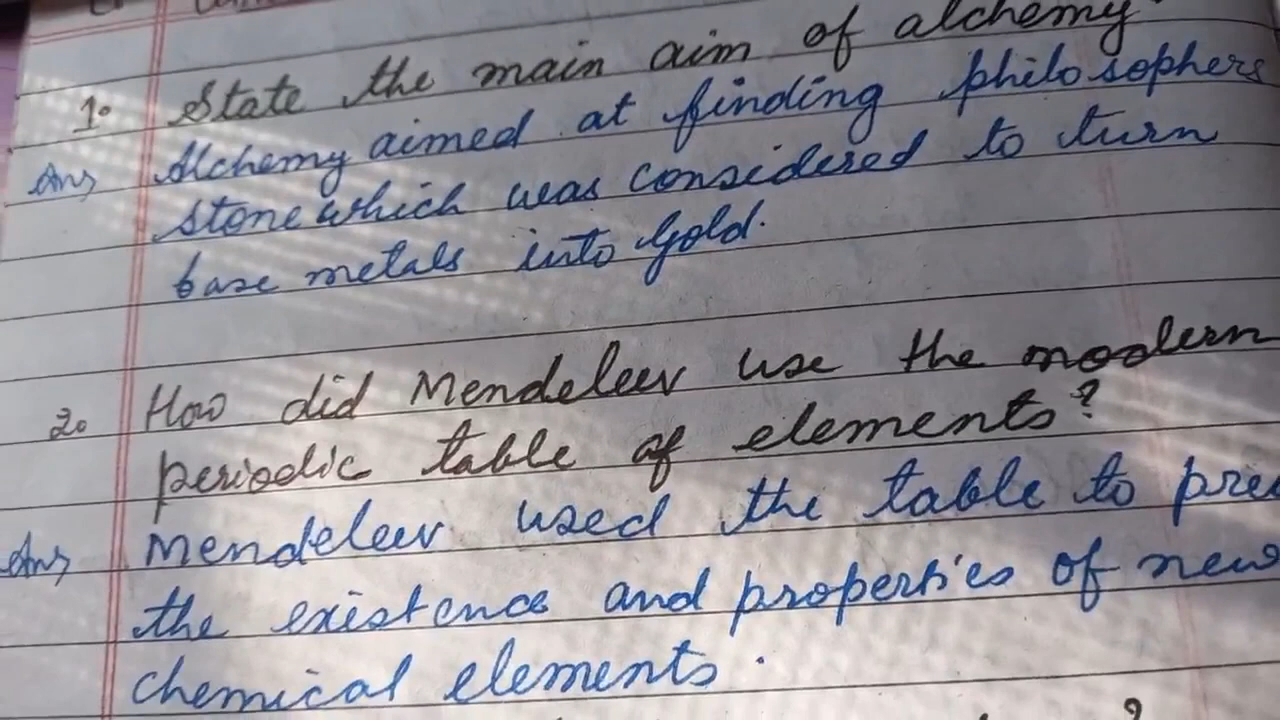 1. State the main aim of alchemy.
Ans Alchemy aimed at finding philosophers
stone which was considered to turn
base metals into Gold.
2. How did Mendeleev use the modern
periodic table of elements?
Ans Mendeleev used the table to pre
the existence and properties of new
chemical elements.
?